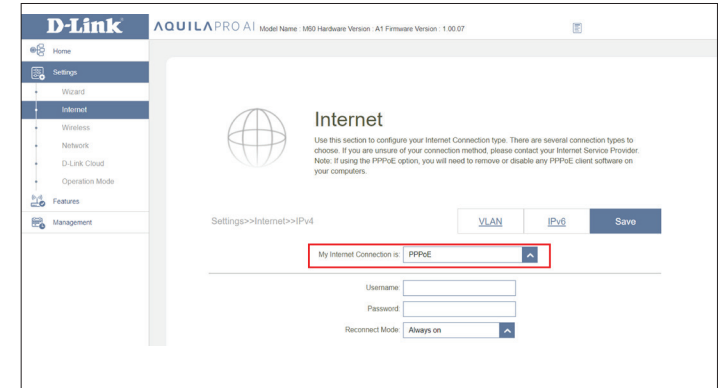 D-Link
AQUILA PRO AI Model Name : M60 Hardware Version : A1 Firmware Version : 1.00.07
Home
Settings
Wizard
Internet
Wireless
Network
D-Link Cloud
Operation Mode
Features
Management
Internet
Use this section to configure your Internet Connection type. There are several connection types to
choose. If you are unsure of your connection method, please contact your Internet Service Provider.
Note: If using the PPPoE option, you will need to remove or disable any PPPoE client software on
your computers.
Settings>>Internet>>IPv4
VLAN
IPv6
Save
My Internet Connection is: PPPoE
Username:
Password:
Reconnect Mode: Always on